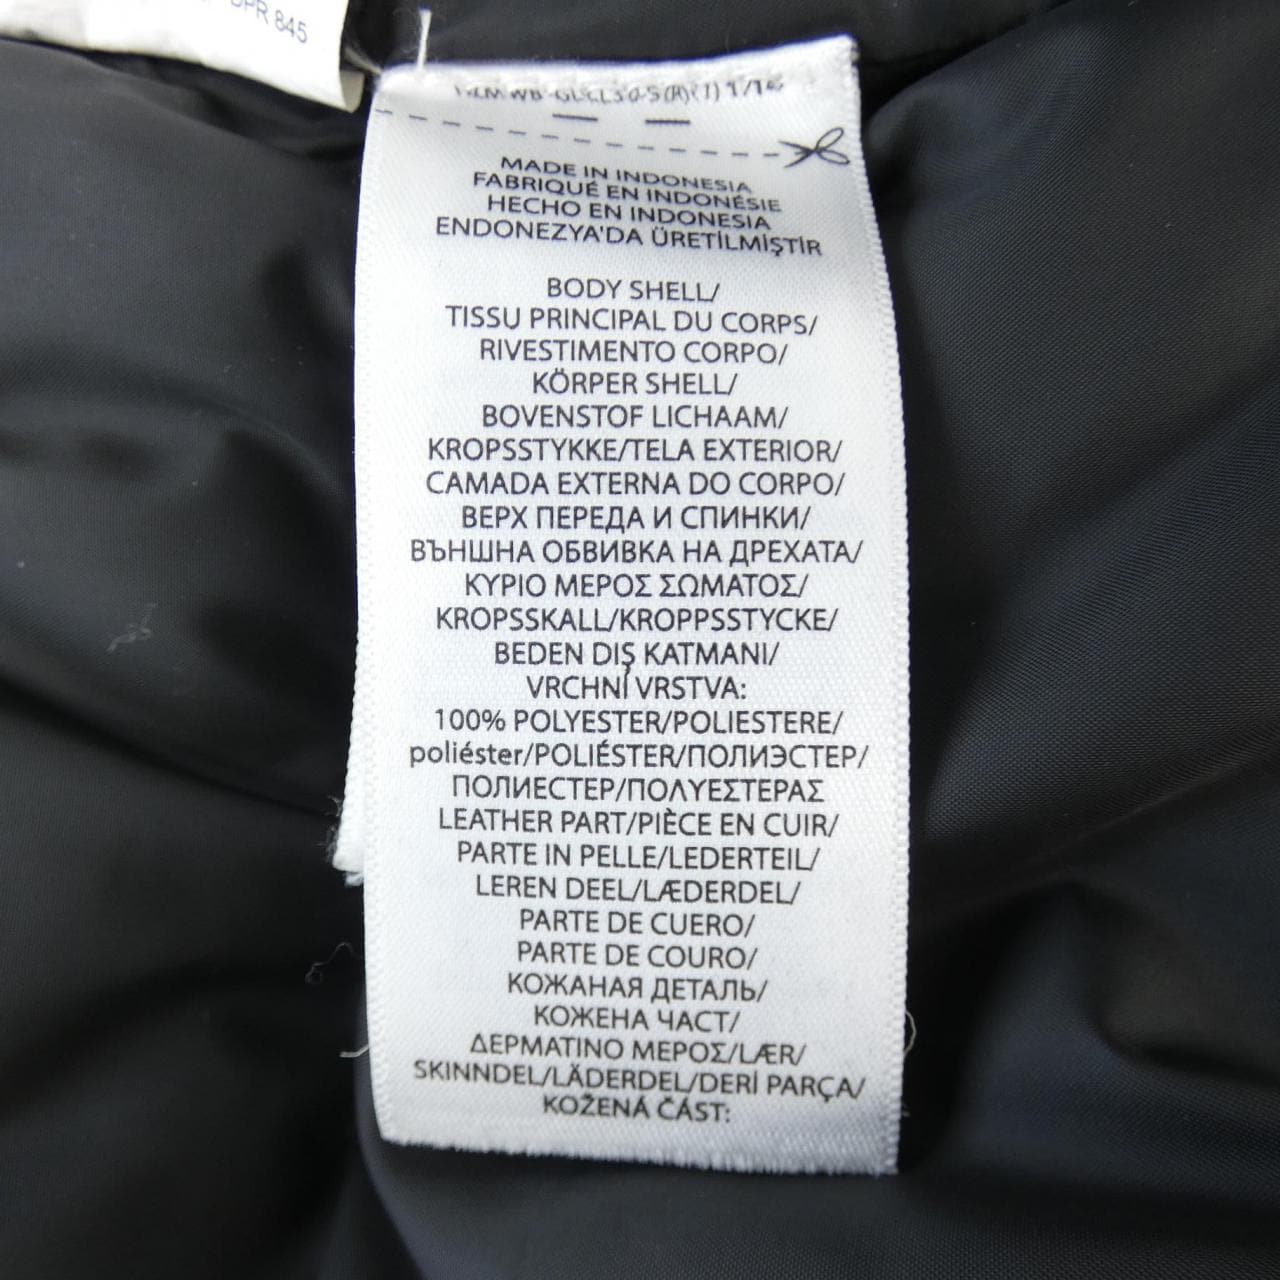 DPR 845
MADE IN INDONESIA
FABRIQUÉ EN INDONÉSIE
HECHO EN INDONESIA
ENDONEZYA'DA ÜRETİLMİŞTİR
BODY SHELL/
TISSU PRINCIPAL DU CORPS/
RIVESTIMENTO CORPO/
KÖRPER SHELL/
BOVENSTOF LICHAAM/
KROPSSTYKKE/TELA EXTERIOR/
CAMADA EXTERNA DO CORPO/
ВЕРХ ПЕРЕДА И СПИНКИ/
ВЪНШНА ОБВИВКА НА ДРЕХАТА/
ΚΥΡΙΟ ΜΕΡΟΣ ΣΩΜΑΤΟΣ/
KROPSSKALL/KROPPSSTYCKE/
BEDEN DIŞ KATMANI/
VRCHNÍ VRSTVA:
100% POLYESTER/POLIESTERE/
poliéster/POLIÉSTER/ПОЛИЭСТЕР/
ПОЛИЕСТЕР/ΠΟΛΥΕΣΤΕΡΑΣ
LEATHER PART/PIÈCE EN CUIR/
PARTE IN PELLE/LEDERTEIL/
LEREN DEEL/LÆDERDEL/
PARTE DE CUERO/
PARTE DE COURO/
КОЖАНАЯ ДЕТАЛЬ/
КОЖЕНА ЧАСТ/
ΔΕΡΜΑΤΙΝΟ ΜΕΡΟΣ/LÆR/
SKINNDEL/LÄDERDEL/DERİ PARÇA/
KOŽENÁ ČÁST: